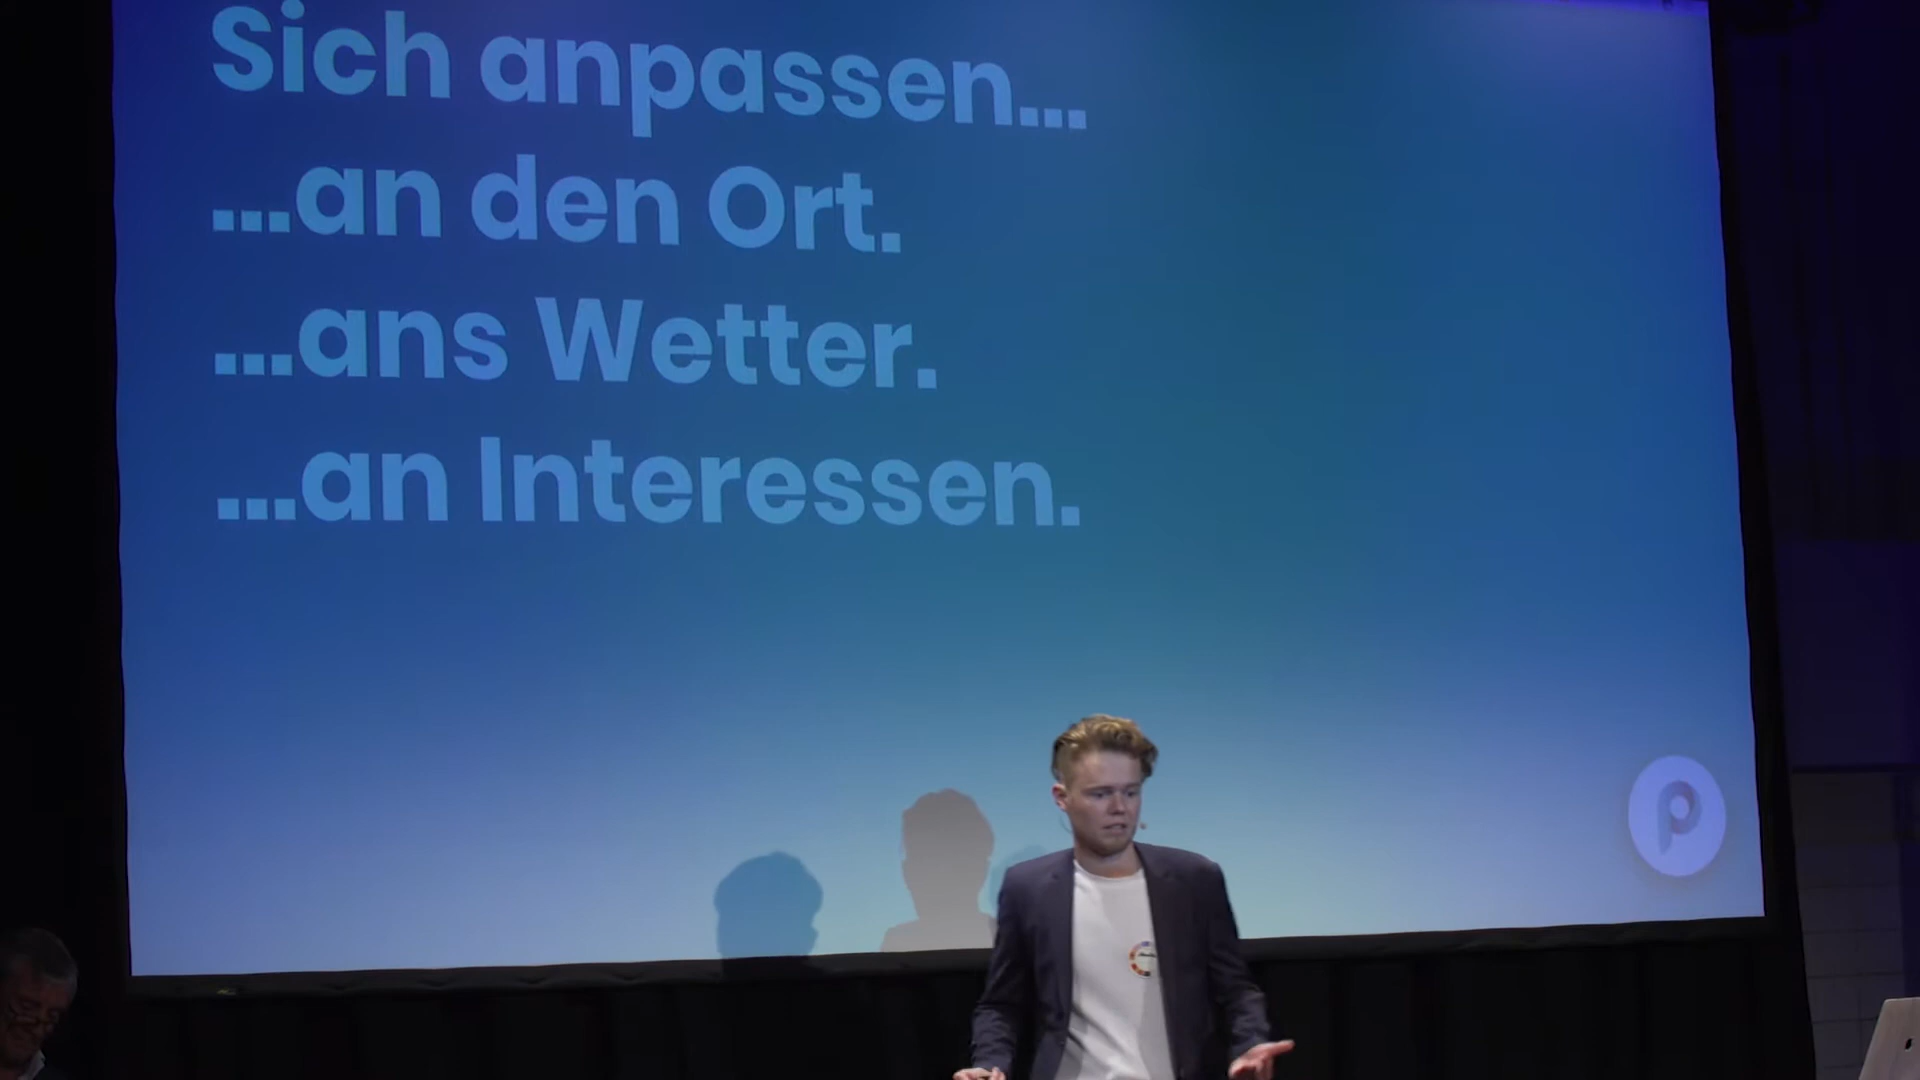 Sich anpassen...
...an den Ort.
...ans Wetter.
...an Interessen.